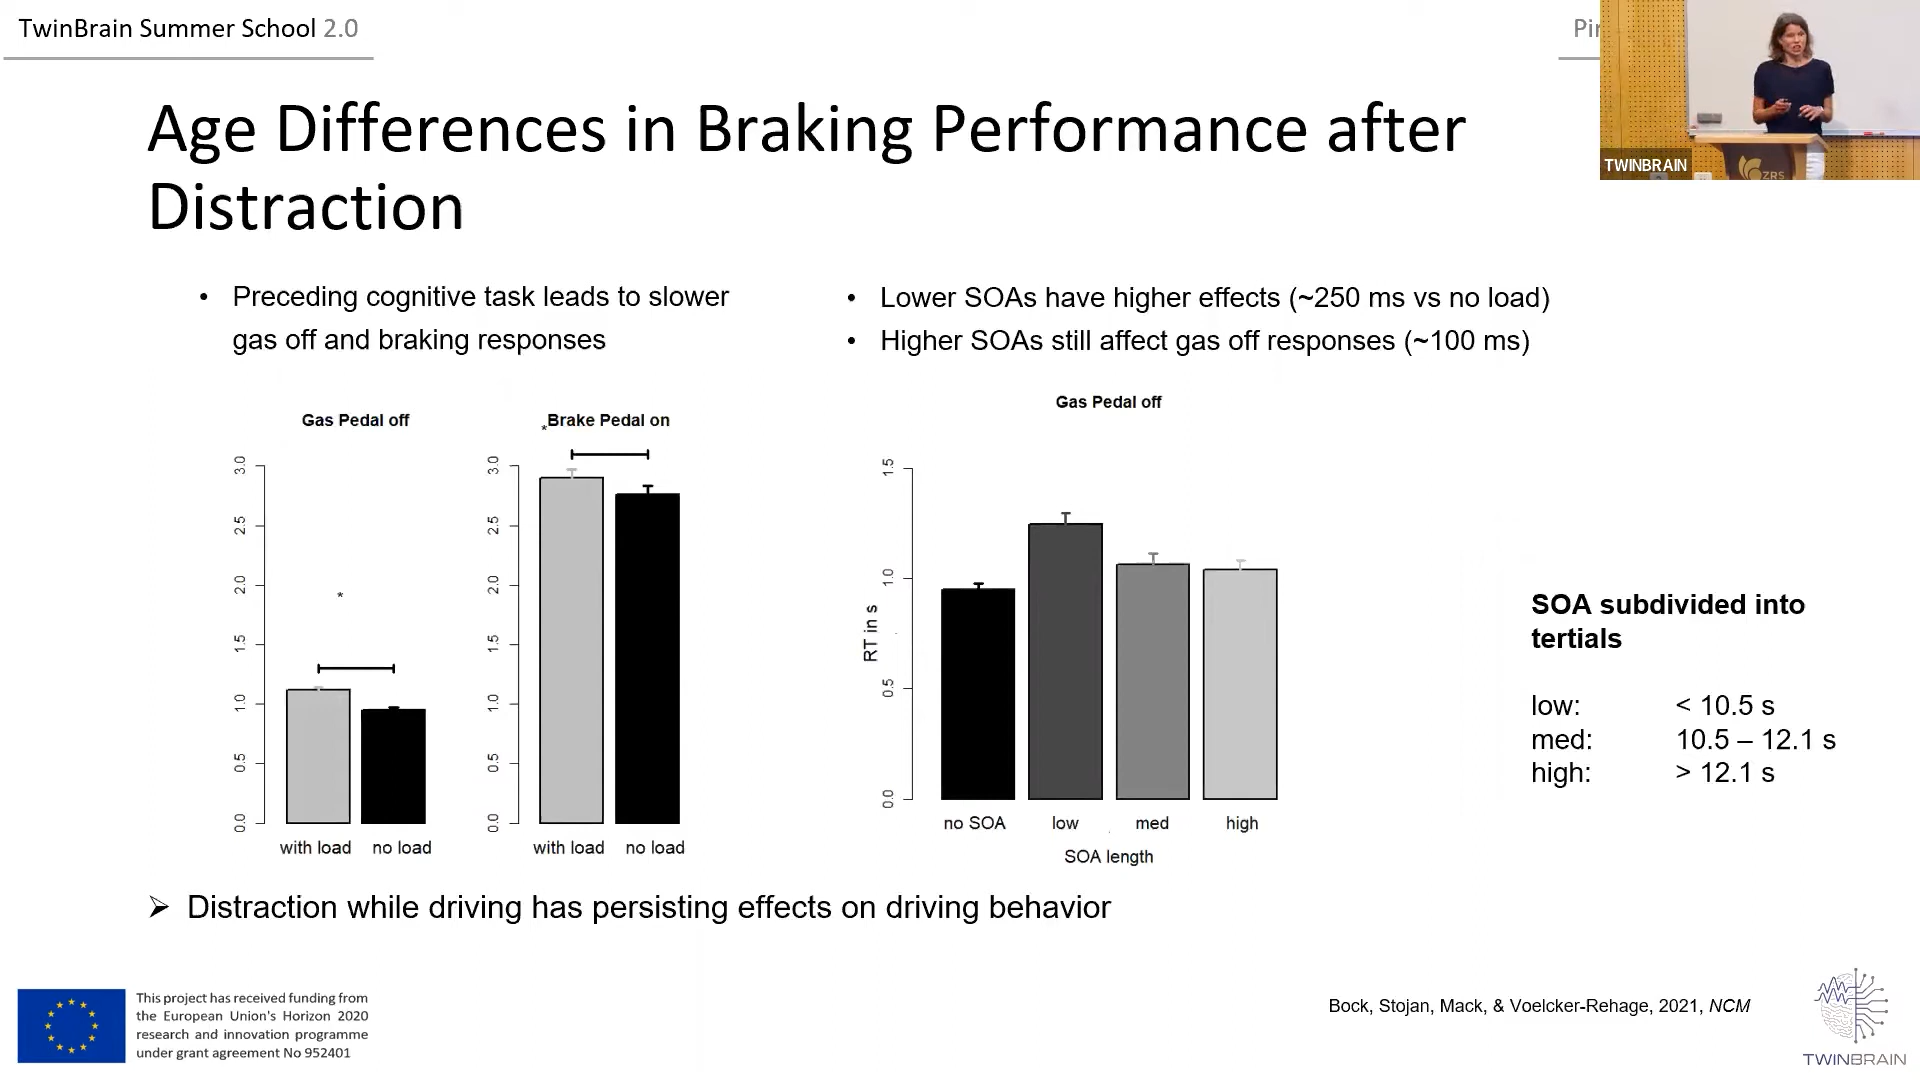 TwinBrain Summer School 2.0
TWINBRAIN
ZRS
Age Differences in Braking Performance after
Distraction
• Preceding cognitive task leads to slower
gas off and braking responses
• Lower SOAs have higher effects (~250 ms vs no load)
• Higher SOAs still affect gas off responses (~100 ms)
Gas Pedal off
3.0
2.5
2.0
1.5
1.0
0.5
0.0
*
with load no load
*Brake Pedal on
3.0
2.5
2.0
1.5
1.0
0.5
0.0
with load no load
Gas Pedal off
RT in s
1.5
1.0
0.5
0.0
no SOA low med high
SOA length
SOA subdivided into
tertials
low: < 10.5 s
med: 10.5 – 12.1 s
high: > 12.1 s
➢ Distraction while driving has persisting effects on driving behavior
This project has received funding from
the European Union's Horizon 2020
research and innovation programme
under grant agreement No 952401
Bock, Stojan, Mack, & Voelcker-Rehage, 2021, NCM
TWINBRAIN